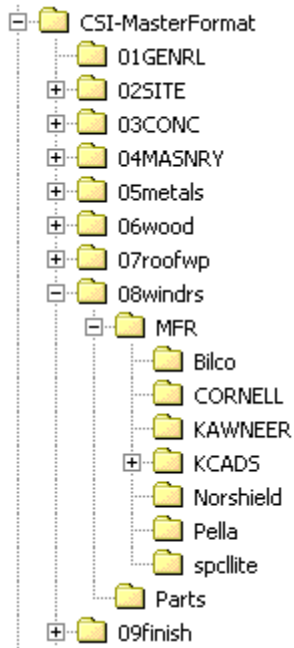 CSI-MasterFormat
01GENRL
02SITE
03CONC
04MASNRY
05metals
06wood
07roofwp
08windrs
MFR
Bilco
CORNELL
KAWNEER
KCADS
Norshield
Pella
spcllite
Parts
09finish